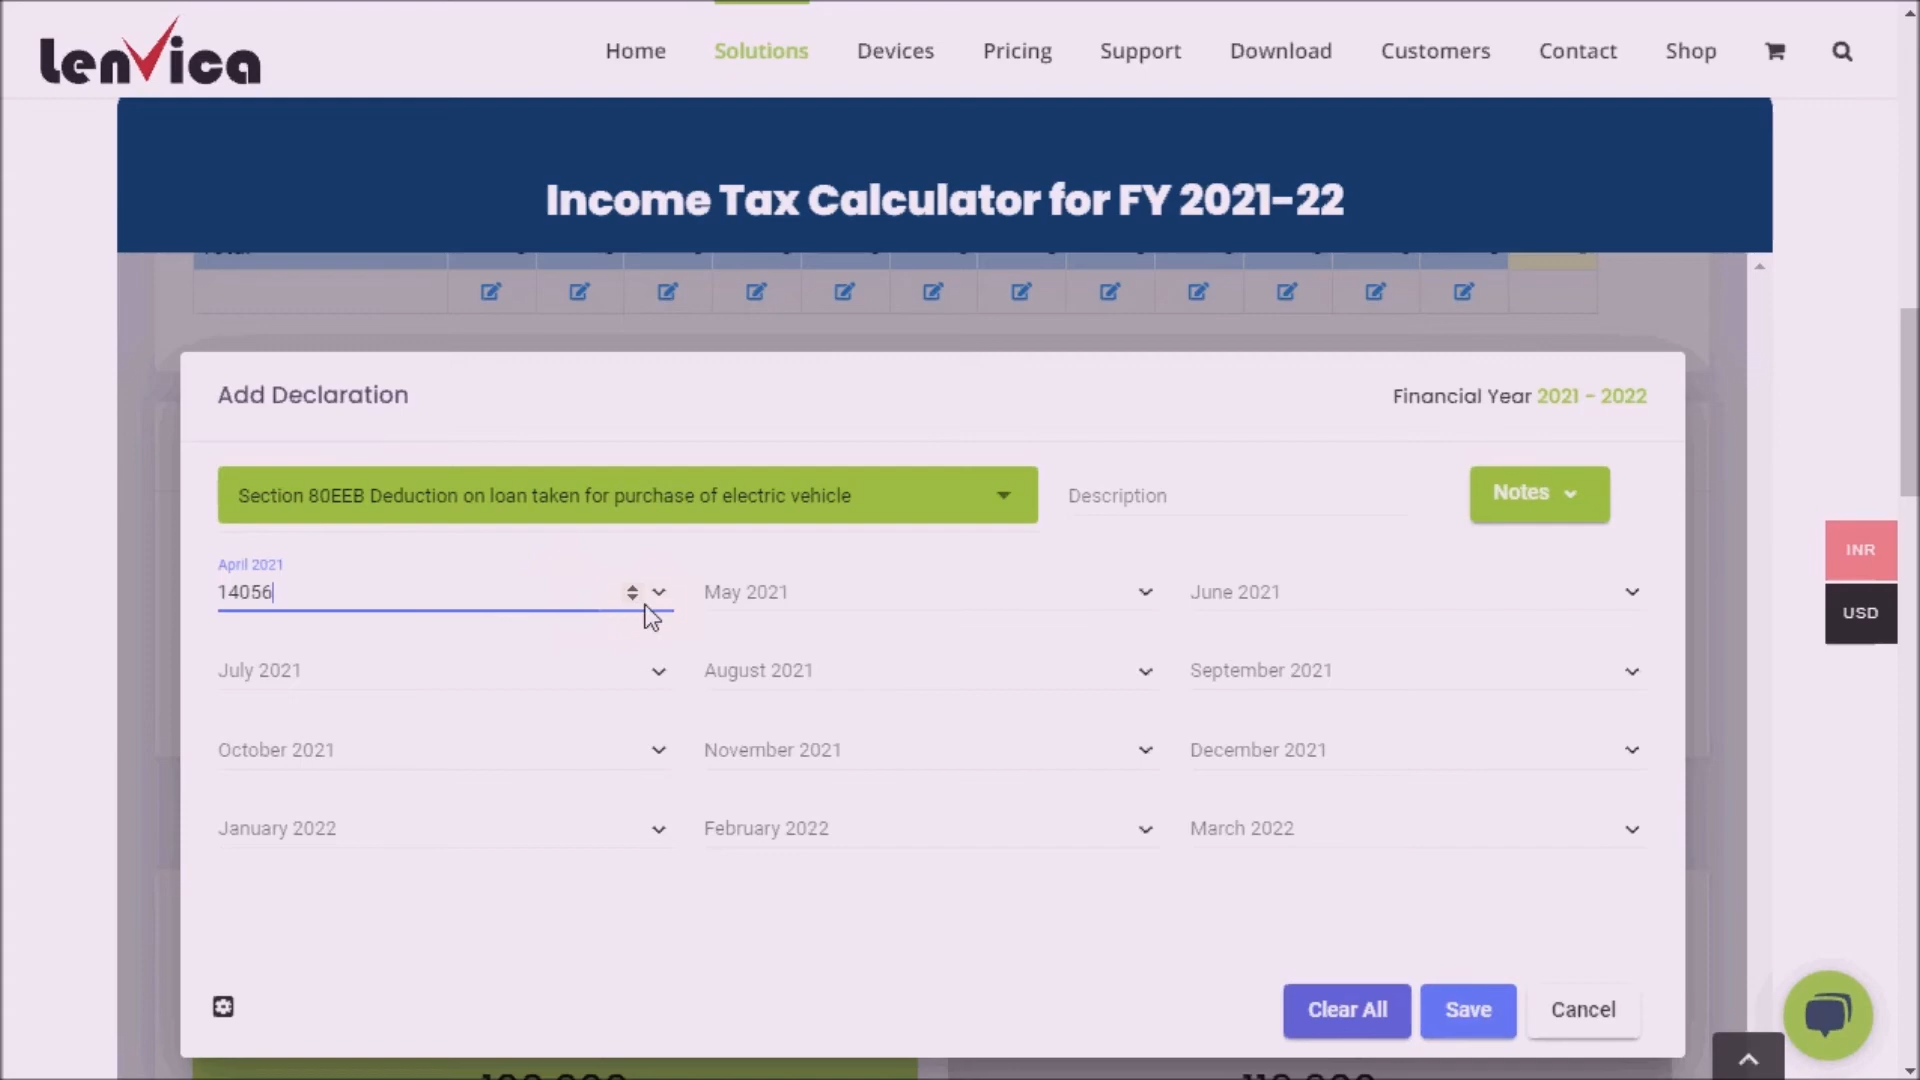 Lenvica
Home Solutions Devices Pricing Support Download Customers Contact Shop
Income Tax Calculator for FY 2021-22
Add Declaration
Financial Year 2021 - 2022
Section 80EEB Deduction on loan taken for purchase of electric vehicle
Description
Notes
INR
USD
April 2021
14056
May 2021
June 2021
July 2021
August 2021
September 2021
October 2021
November 2021
December 2021
January 2022
February 2022
March 2022
Clear All
Save
Cancel